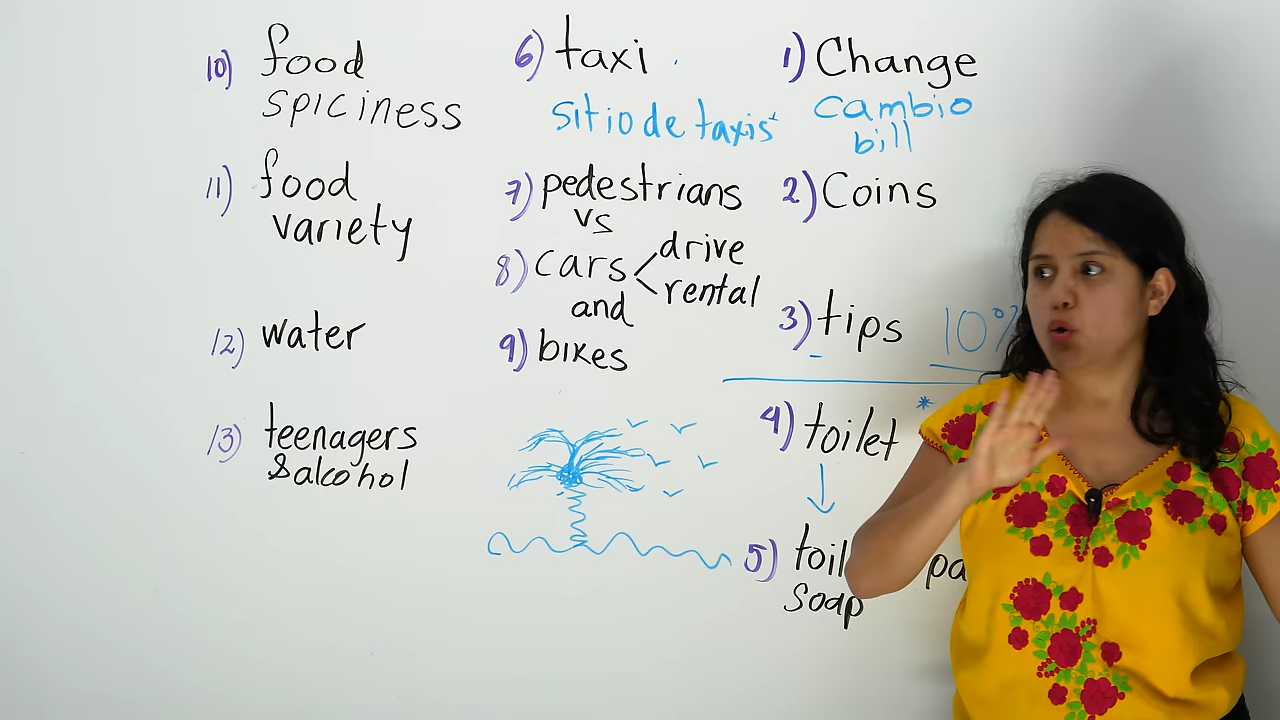 10) food
spiciness
11) food
variety
12) water
13) teenagers
& alcohol
6) taxi
sitio de taxis
7) pedestrians
vs
8) cars < drive
rental
and
9) bikes
1) Change
cambio
bill
2) Coins
3) tips 10%
4) toilet *
5) toil pa
soap